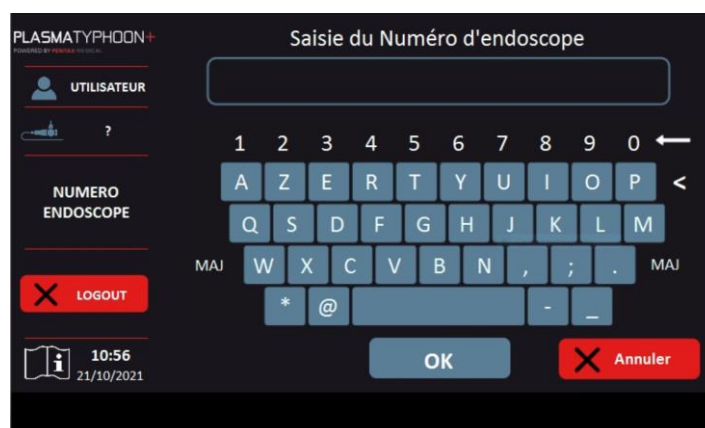 PLASMATYPHOON+
POWERED BY PENTAX MEDICAL
UTILISATEUR
?
NUMERO
ENDOSCOPE
LOGOUT
10:56
21/10/2021
Saisie du Numéro d'endoscope
1 2 3 4 5 6 7 8 9 0
A Z E R T Y U I O P <
Q S D F G H J K L M
MAJ W X C V B N , ; . MAJ
* @ - _
OK
Annuler